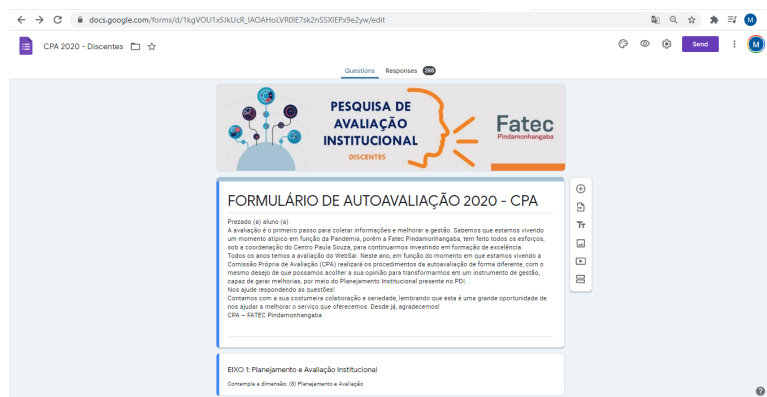 docs.google.com/forms/d/1kgVOU1x5JkUcR_IAOAHoLVR0IE7sk2nSSXlEPx9e2yw/edit
M
CPA 2020 - Discentes
Send
M
Questions Responses 288
PESQUISA DE
AVALIAÇÃO
INSTITUCIONAL
DISCENTES
Fatec
Pindamonhangaba
FORMULÁRIO DE AUTOAVALIAÇÃO 2020 - CPA
Prezado (a) aluno (a)
A avaliação é o primeiro passo para coletar informações e melhorar a gestão. Sabemos que estamos vivendo
um momento atípico em função da Pandemia, porém a Fatec Pindamonhangaba, tem feito todos os esforços,
sob a coordenação do Centro Paula Souza, para continuarmos investindo em formação de excelência.
Todos os anos temos a avaliação do WebSai. Neste ano, em função do momento em que estamos vivendo a
Comissão Própria de Avaliação (CPA) realizará os procedimentos da autoavaliação de forma diferente, com o
mesmo desejo de que possamos acolher a sua opinião para transformarmos em um instrumento de gestão,
capaz de gerar melhorias, por meio do Planejamento Institucional presente no PDI. .
Nos ajude respondendo as questões!
Contamos com a sua costumeira colaboração e seriedade, lembrando que esta é uma grande oportunidade de
nos ajudar a melhorar o serviço que oferecemos. Desde já, agradecemos!
CPA – FATEC Pindamonhangaba
Tт
EIXO 1: Planejamento e Avaliação Institucional
Contempla a dimensão: (8) Planejamento e Avaliação